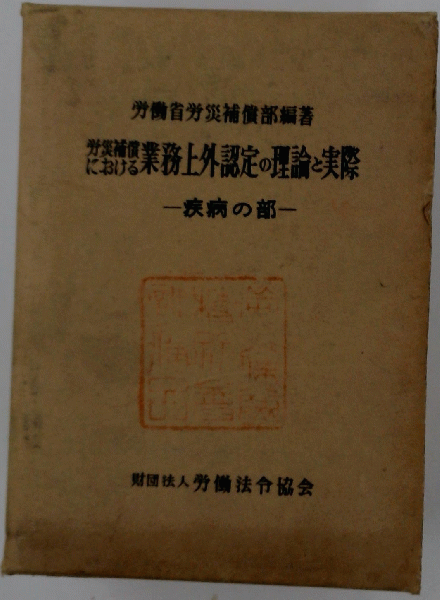 労働省労災補償部編著
労災補償における業務上外認定の理論と実際
―疾病の部―
財団法人 労働法令協会